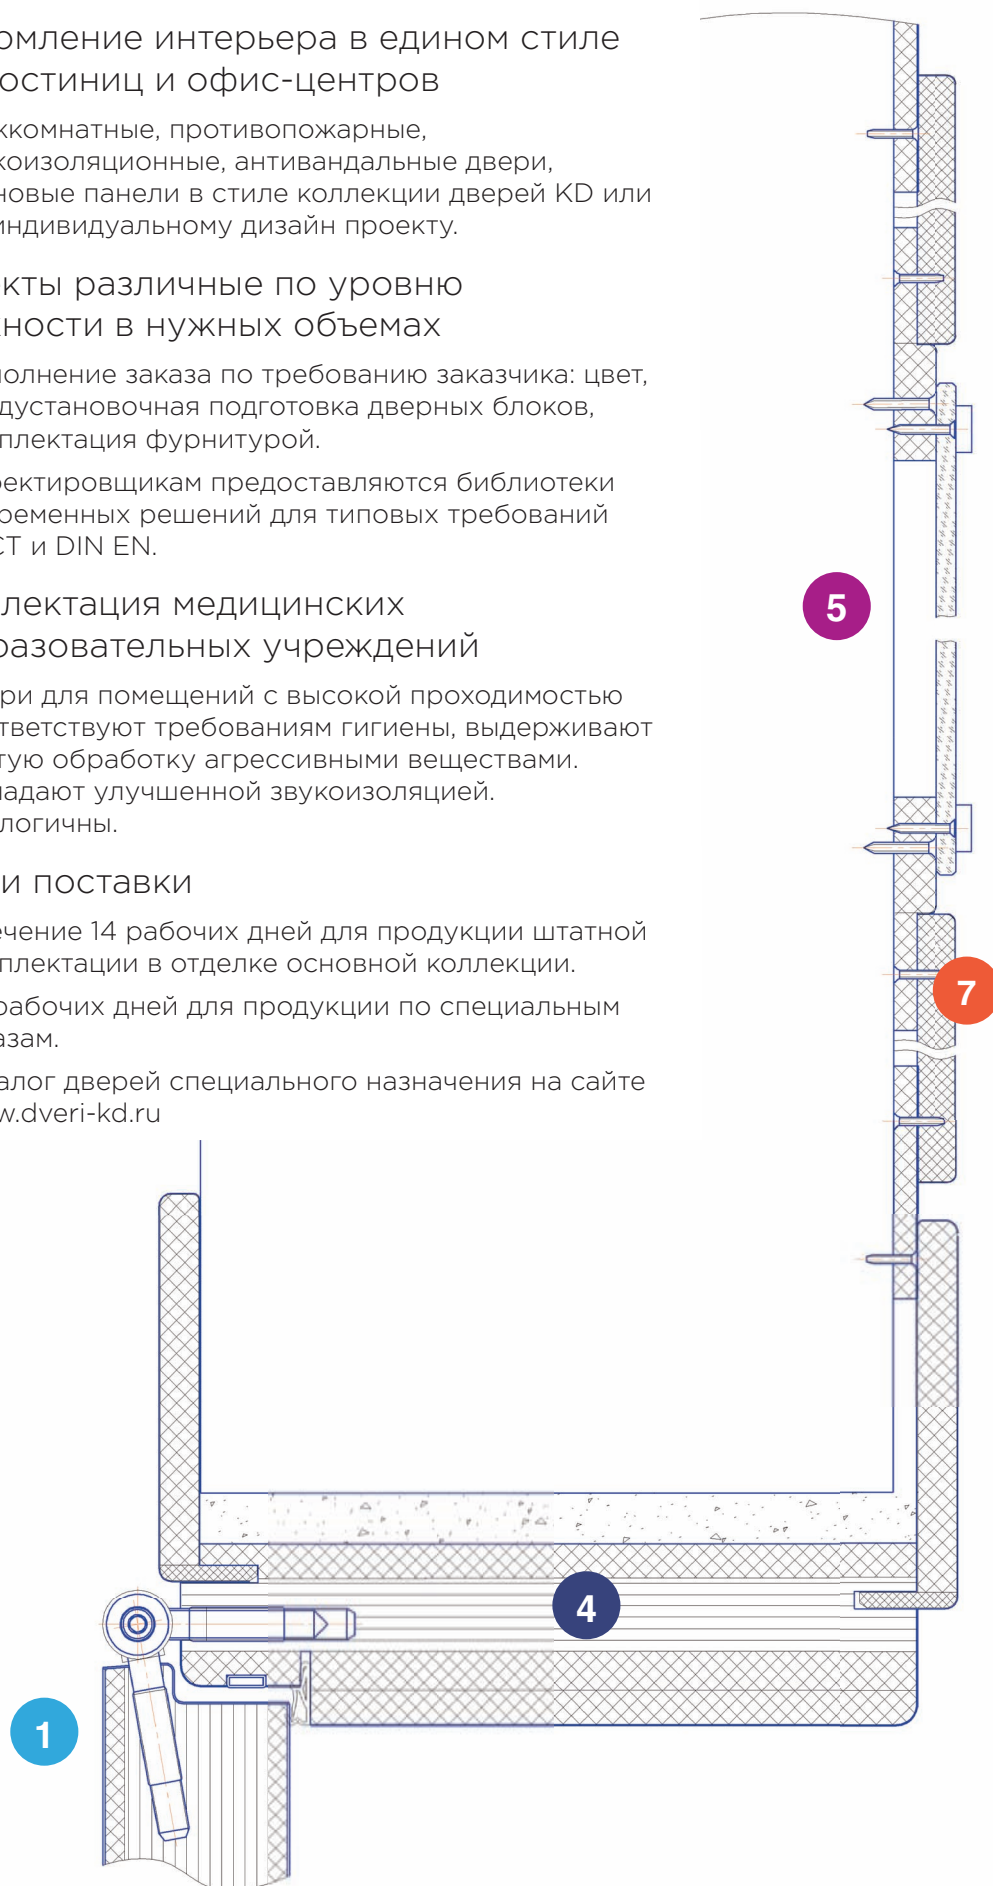 омление интерьера в едином стиле
остиниц и офис-центров
жкомнатные, противопожарные,
коизоляционные, антивандальные двери,
новые панели в стиле коллекции дверей KD или
индивидуальному дизайн проекту.
кты различные по уровню
жности в нужных объемах
полнение заказа по требованию заказчика: цвет,
дустановочная подготовка дверных блоков,
плектация фурнитурой.
ректировщикам предоставляются библиотеки
ременных решений для типовых требований
СТ и DIN EN.
5
лектация медицинских
разовательных учреждений
ри для помещений с высокой проходимостью
тветствуют требованиям гигиены, выдерживают
тую обработку агрессивными веществами.
ладают улучшенной звукоизоляцией.
логичны.
и поставки
ечение 14 рабочих дней для продукции штатной
плектации в отделке основной коллекции.
7
рабочих дней для продукции по специальным
азам.
алог дверей специального назначения на сайте
w.dveri-kd.ru
4
1